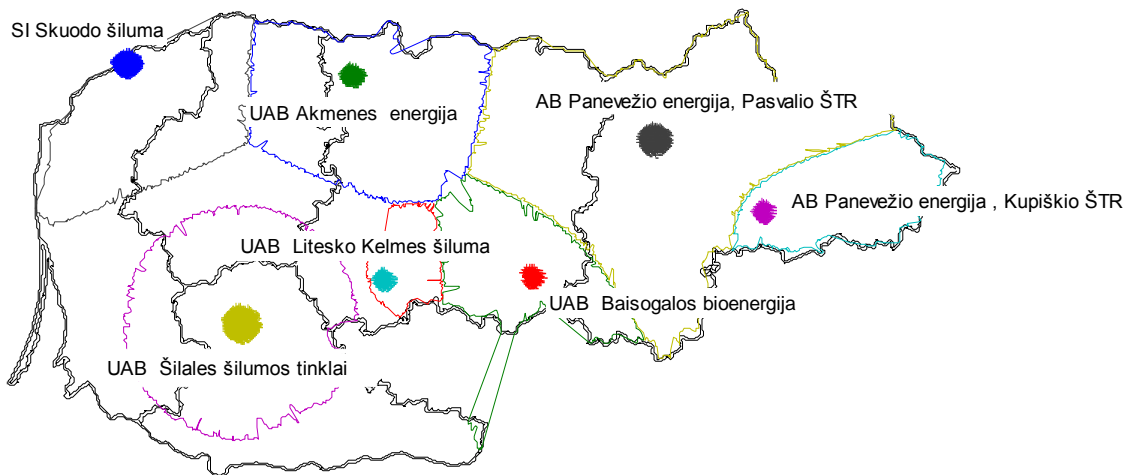 SI Skuodo šiluma
UAB Akmenes  energija
AB Panevežio energija, Pasvalio ŠTR
AB Panevežio energija , Kupiškio ŠTR
UAB  Litesko Kelmes šiluma
UAB  Baisogalos bioenergija
UAB  Šilales šilumos tinklai